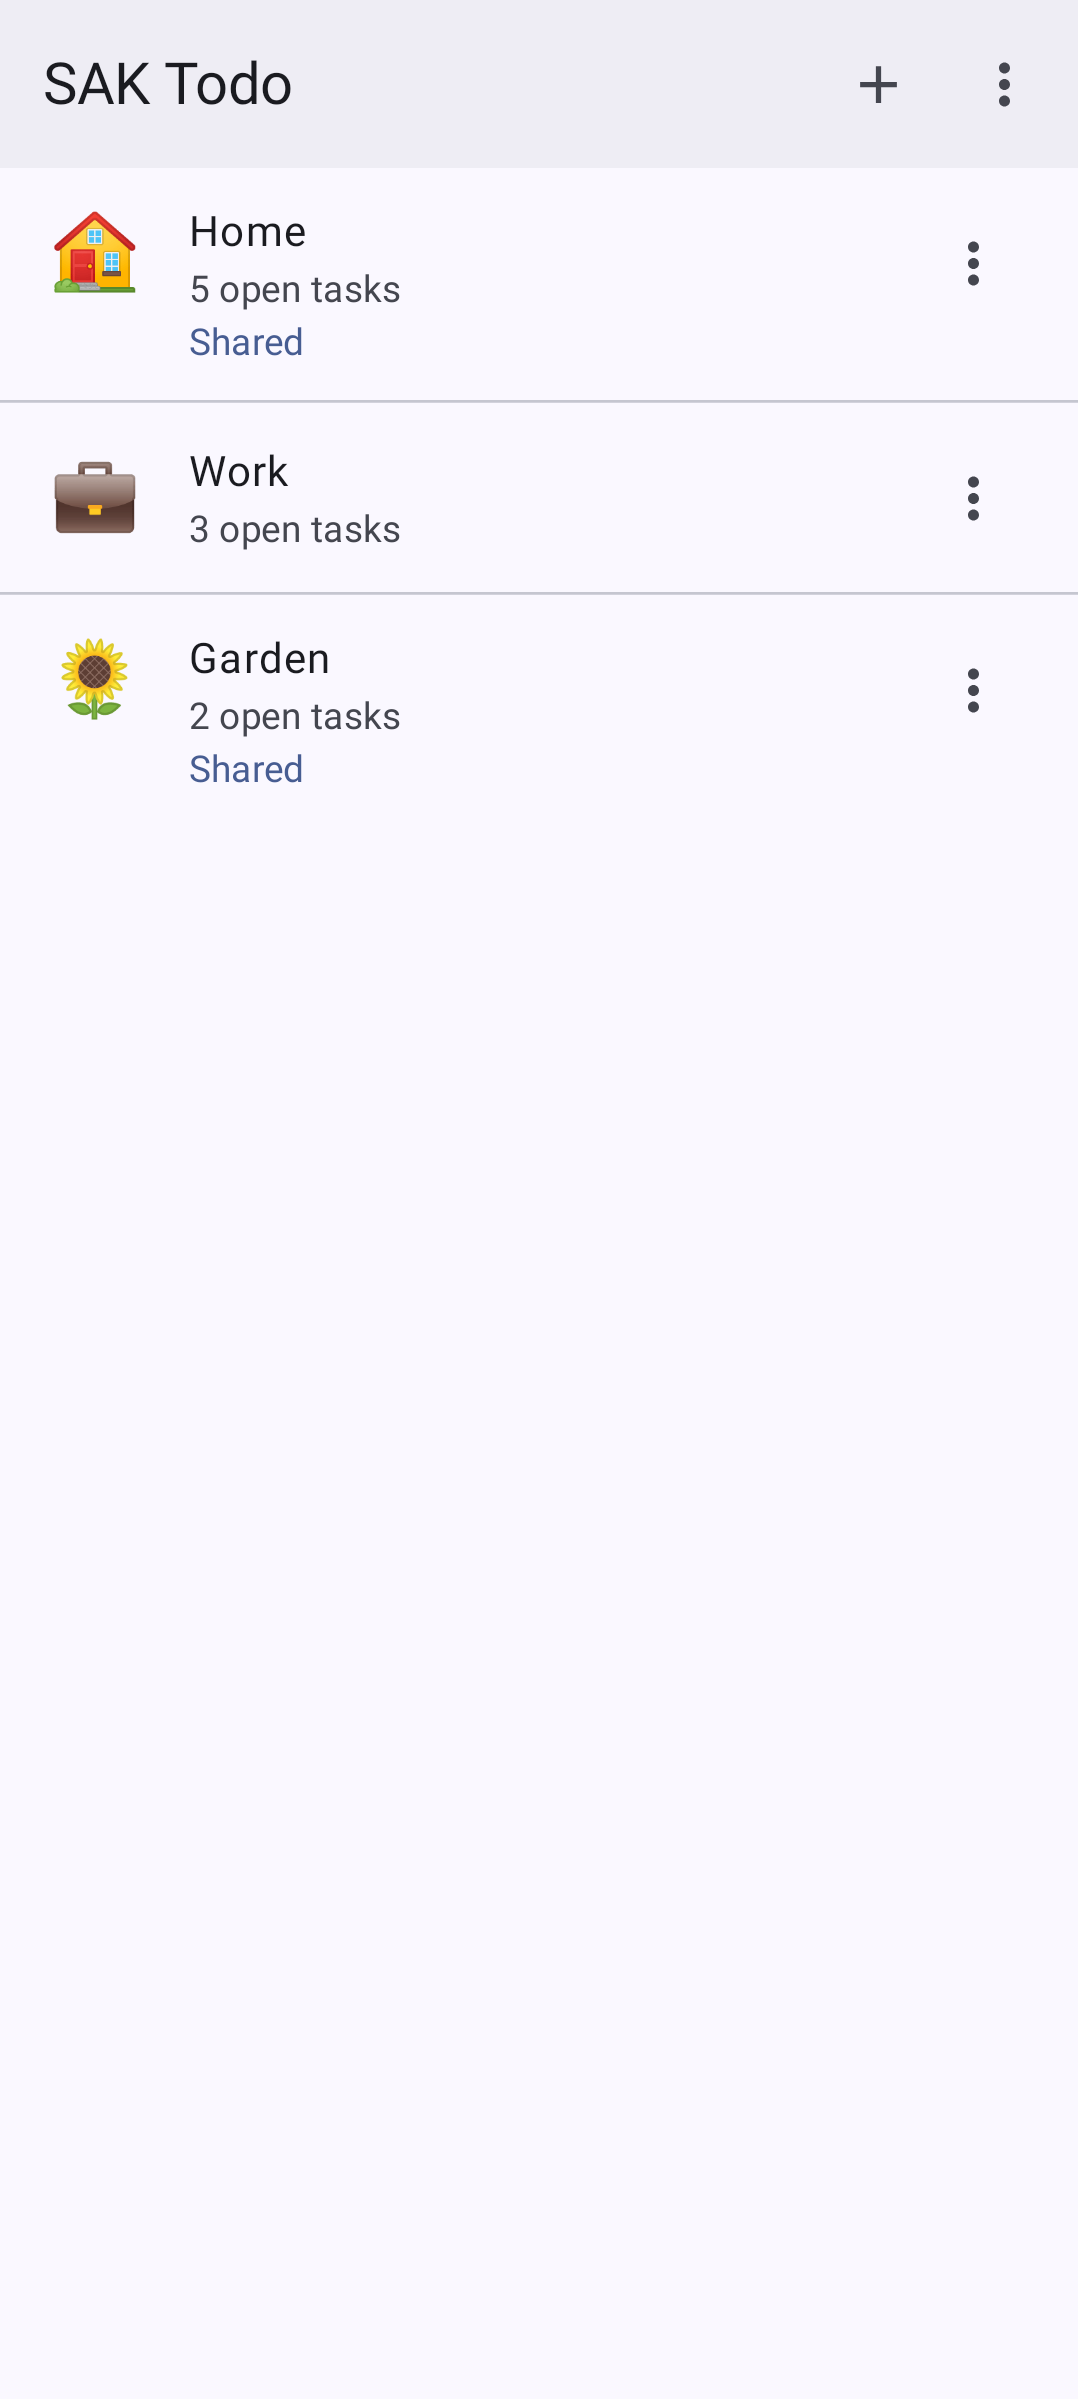 SAK Todo
Home
5 open tasks
Shared
Work
3 open tasks
Garden
2 open tasks
Shared